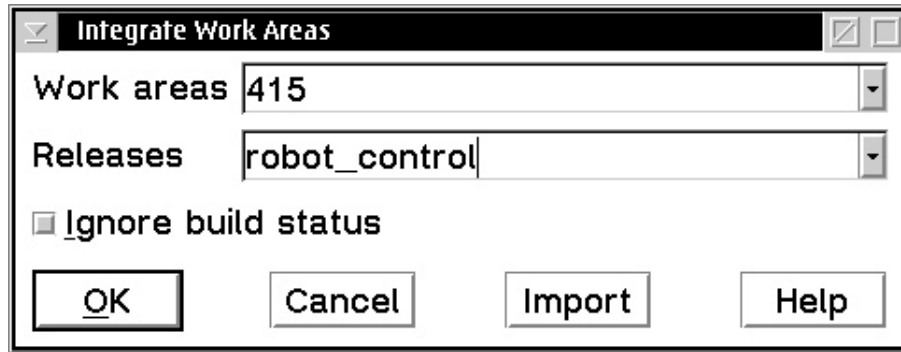 Integrate Work Areas
Work areas 415
Releases robot_control
Ignore build status
OK Cancel Import Help